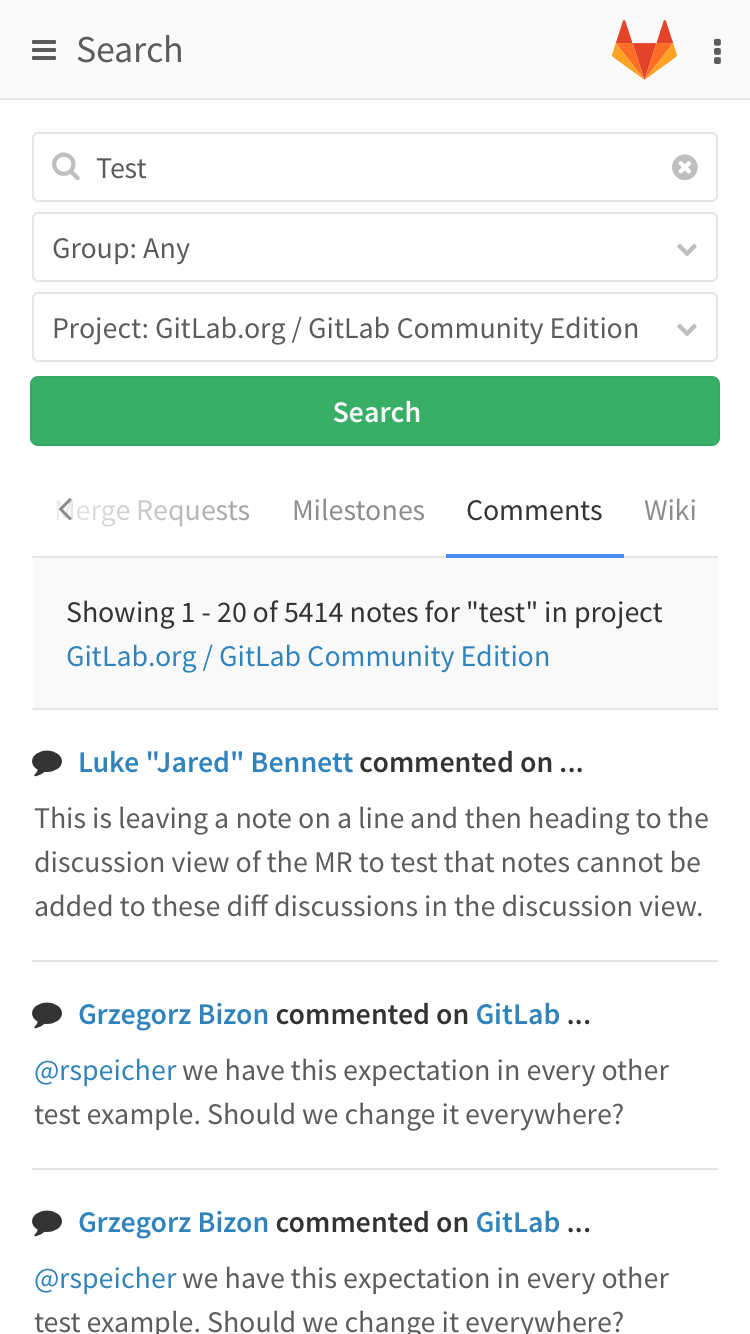 Search
Test
Group: Any
Project: GitLab.org / GitLab Community Edition
Search
Merge Requests Milestones Comments Wiki
Showing 1 - 20 of 5414 notes for "test" in project
GitLab.org / GitLab Community Edition
Luke "Jared" Bennett commented on ...
This is leaving a note on a line and then heading to the
discussion view of the MR to test that notes cannot be
added to these diff discussions in the discussion view.
Grzegorz Bizon commented on GitLab ...
@rspeicher we have this expectation in every other
test example. Should we change it everywhere?
Grzegorz Bizon commented on GitLab ...
@rspeicher we have this expectation in every other
test example. Should we change it everywhere?